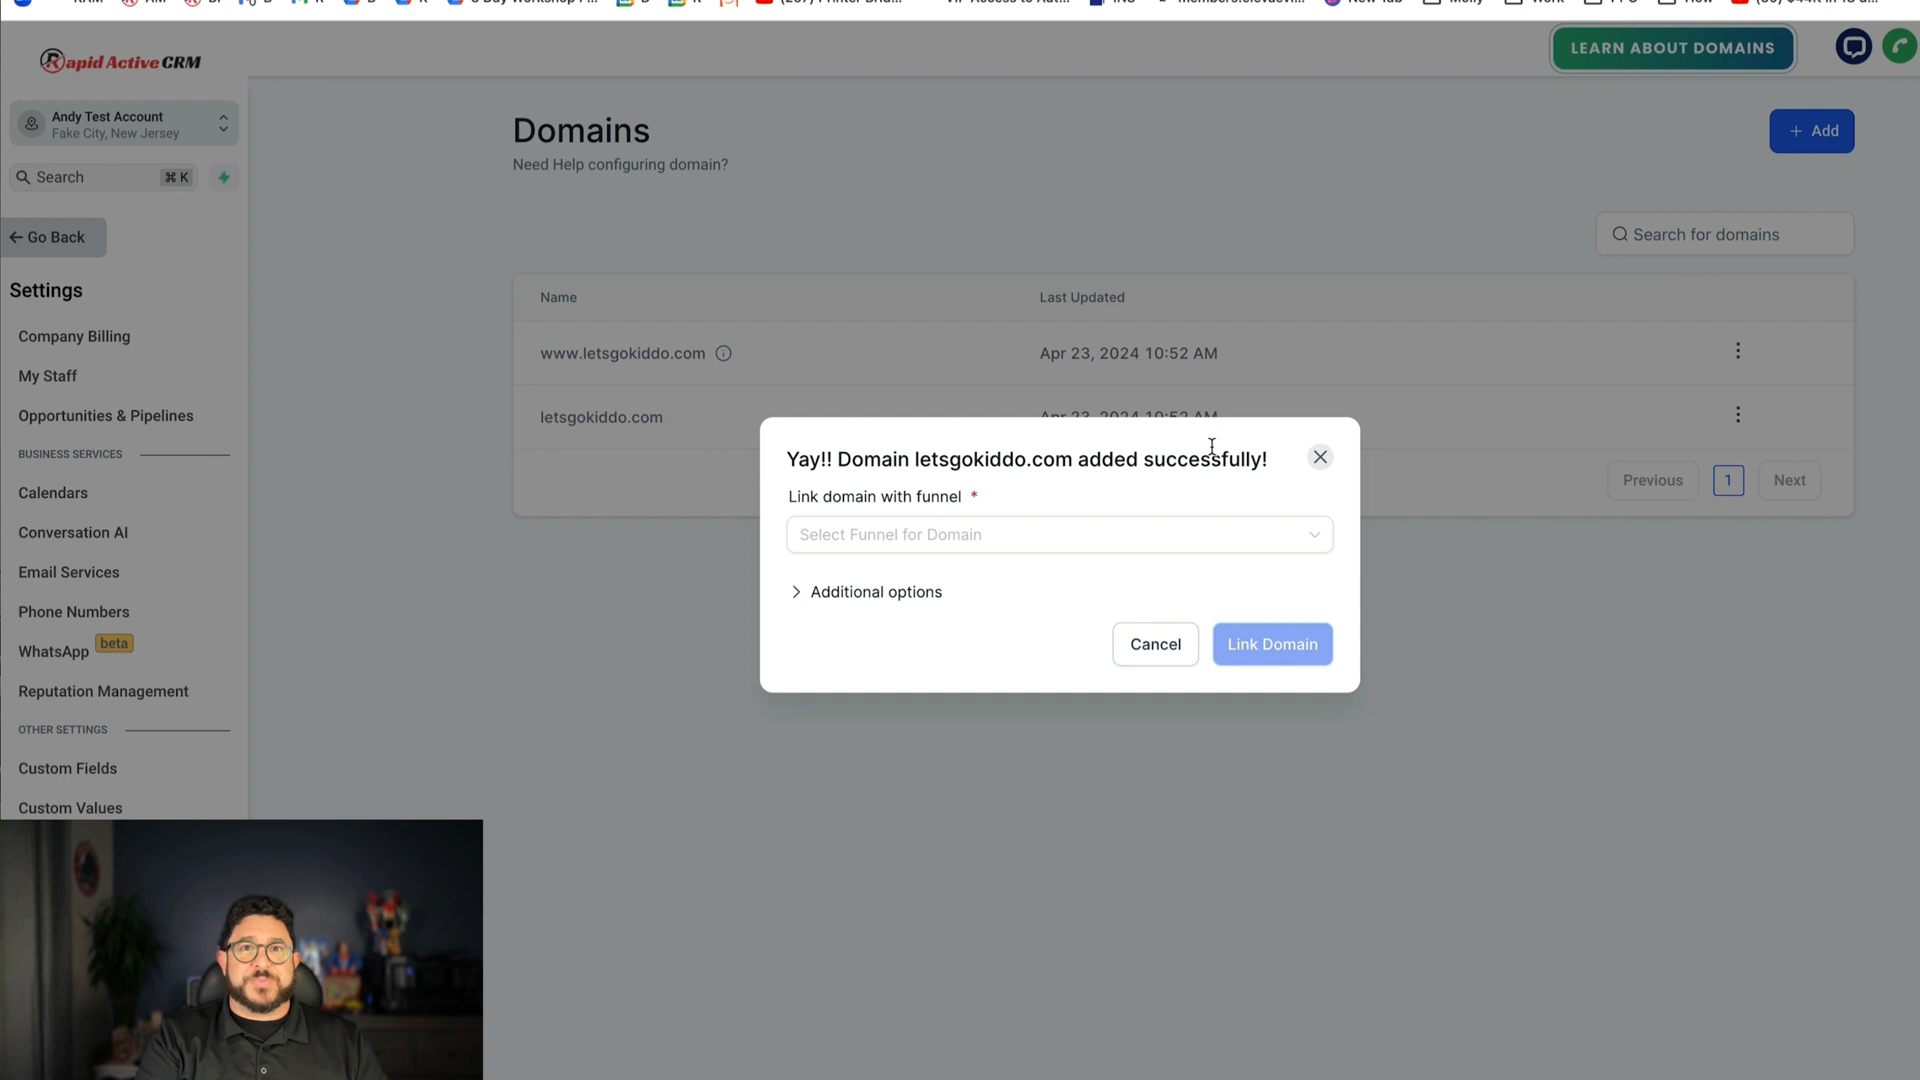 Rapid Active CRM
LEARN ABOUT DOMAINS
Andy Test Account
Fake City, New Jersey
Search ⌘ K
Go Back
Settings
Company Billing
My Staff
Opportunities & Pipelines
BUSINESS SERVICES
Calendars
Conversation AI
Email Services
Phone Numbers
WhatsApp beta
Reputation Management
OTHER SETTINGS
Custom Fields
Custom Values
Domains
+ Add
Need Help configuring domain?
Search for domains
Name Last Updated
www.letsgokiddo.com Apr 23, 2024 10:52 AM
letsgokiddo.com Apr 23, 2024 10:52 AM
Previous 1 Next
Yay!! Domain letsgokiddo.com added successfully!
Link domain with funnel *
Select Funnel for Domain
Additional options
Cancel Link Domain